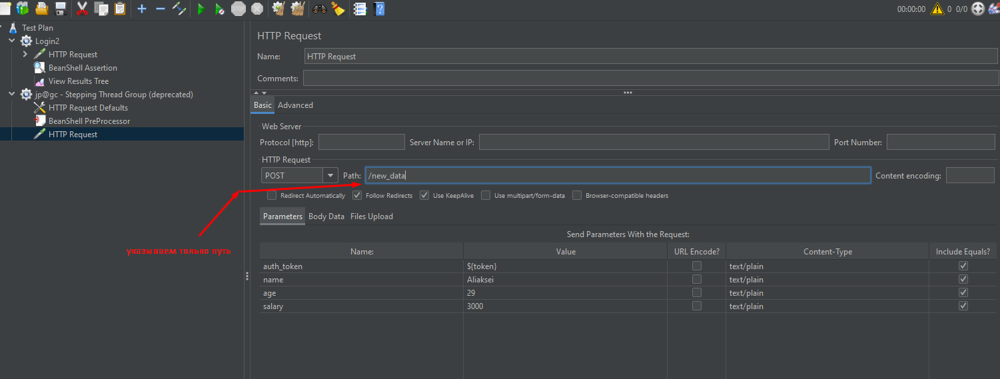 00:00:00 0 0/0
Test Plan
Login2
HTTP Request
BeanShell Assertion
View Results Tree
jp@gc - Stepping Thread Group (deprecated)
HTTP Request Defaults
BeanShell PreProcessor
HTTP Request
HTTP Request
Name: HTTP Request
Comments:
Basic Advanced
Web Server
Protocol [http]: Server Name or IP: Port Number:
HTTP Request
POST Path: /new_data Content encoding:
Redirect Automatically Follow Redirects Use KeepAlive Use multipart/form-data Browser-compatible headers
Parameters Body Data Files Upload
Send Parameters With the Request:
Name: Value URL Encode? Content-Type Include Equals?
auth_token ${token} text/plain
name Aliaksei text/plain
age 29 text/plain
salary 3000 text/plain
указываем только путь